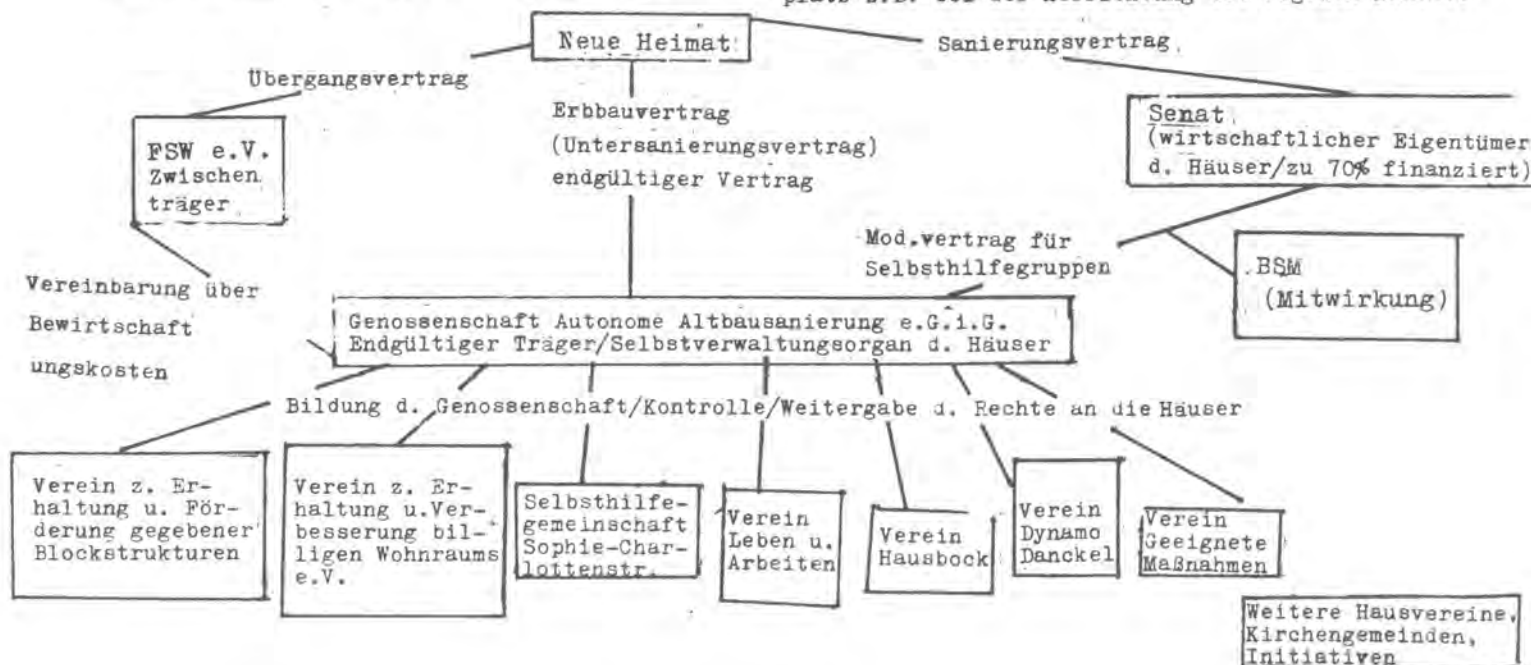 Neue Heimat
Sanierungsvertrag
Übergangsvertrag
Erbbauvertrag
(Untersanierungsvertrag)
endgültiger Vertrag
Senat
(wirtschaftlicher Eigentümer
d. Häuser/zu 70% finanziert)
FSW e.V.
Zwischen
träger
Mod.vertrag für
Selbsthilfegruppen
BSM
(Mitwirkung)
Vereinbarung über
Bewirtschaft
ungskosten
Genossenschaft Autonome Altbausanierung e.G.i.G.
Endgültiger Träger/Selbstverwaltungsorgan d. Häuser
Bildung d. Genossenschaft/Kontrolle/Weitergabe d. Rechte an die Häuser
Verein z. Er-
haltung u. För-
derung gegebener
Blockstrukturen
Verein z. Er-
haltung u.Ver-
besserung bil-
ligen Wohnraums
e.V.
Selbsthilfe-
gemeinschaft
Sophie-Char-
lottenstr.
Verein
Leben u.
Arbeiten
Verein
Hausbock
Verein
Dynamo
Danckel
Verein
Geeignete
Maßnahmen
Weitere Hausvereine,
Kirchengemeinden,
Initiativen